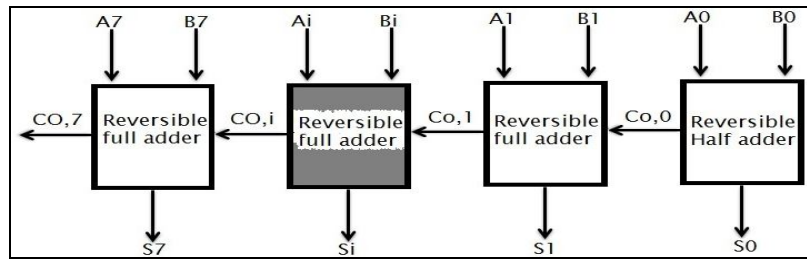 A7 B7 Ai Bi A1 B1 A0 B0
CO,7 CO,i Co,1 Co,0
Reversible
full adder
Reversible
full adder
Reversible
full adder
Reversible
Half adder
S7 Si S1 S0